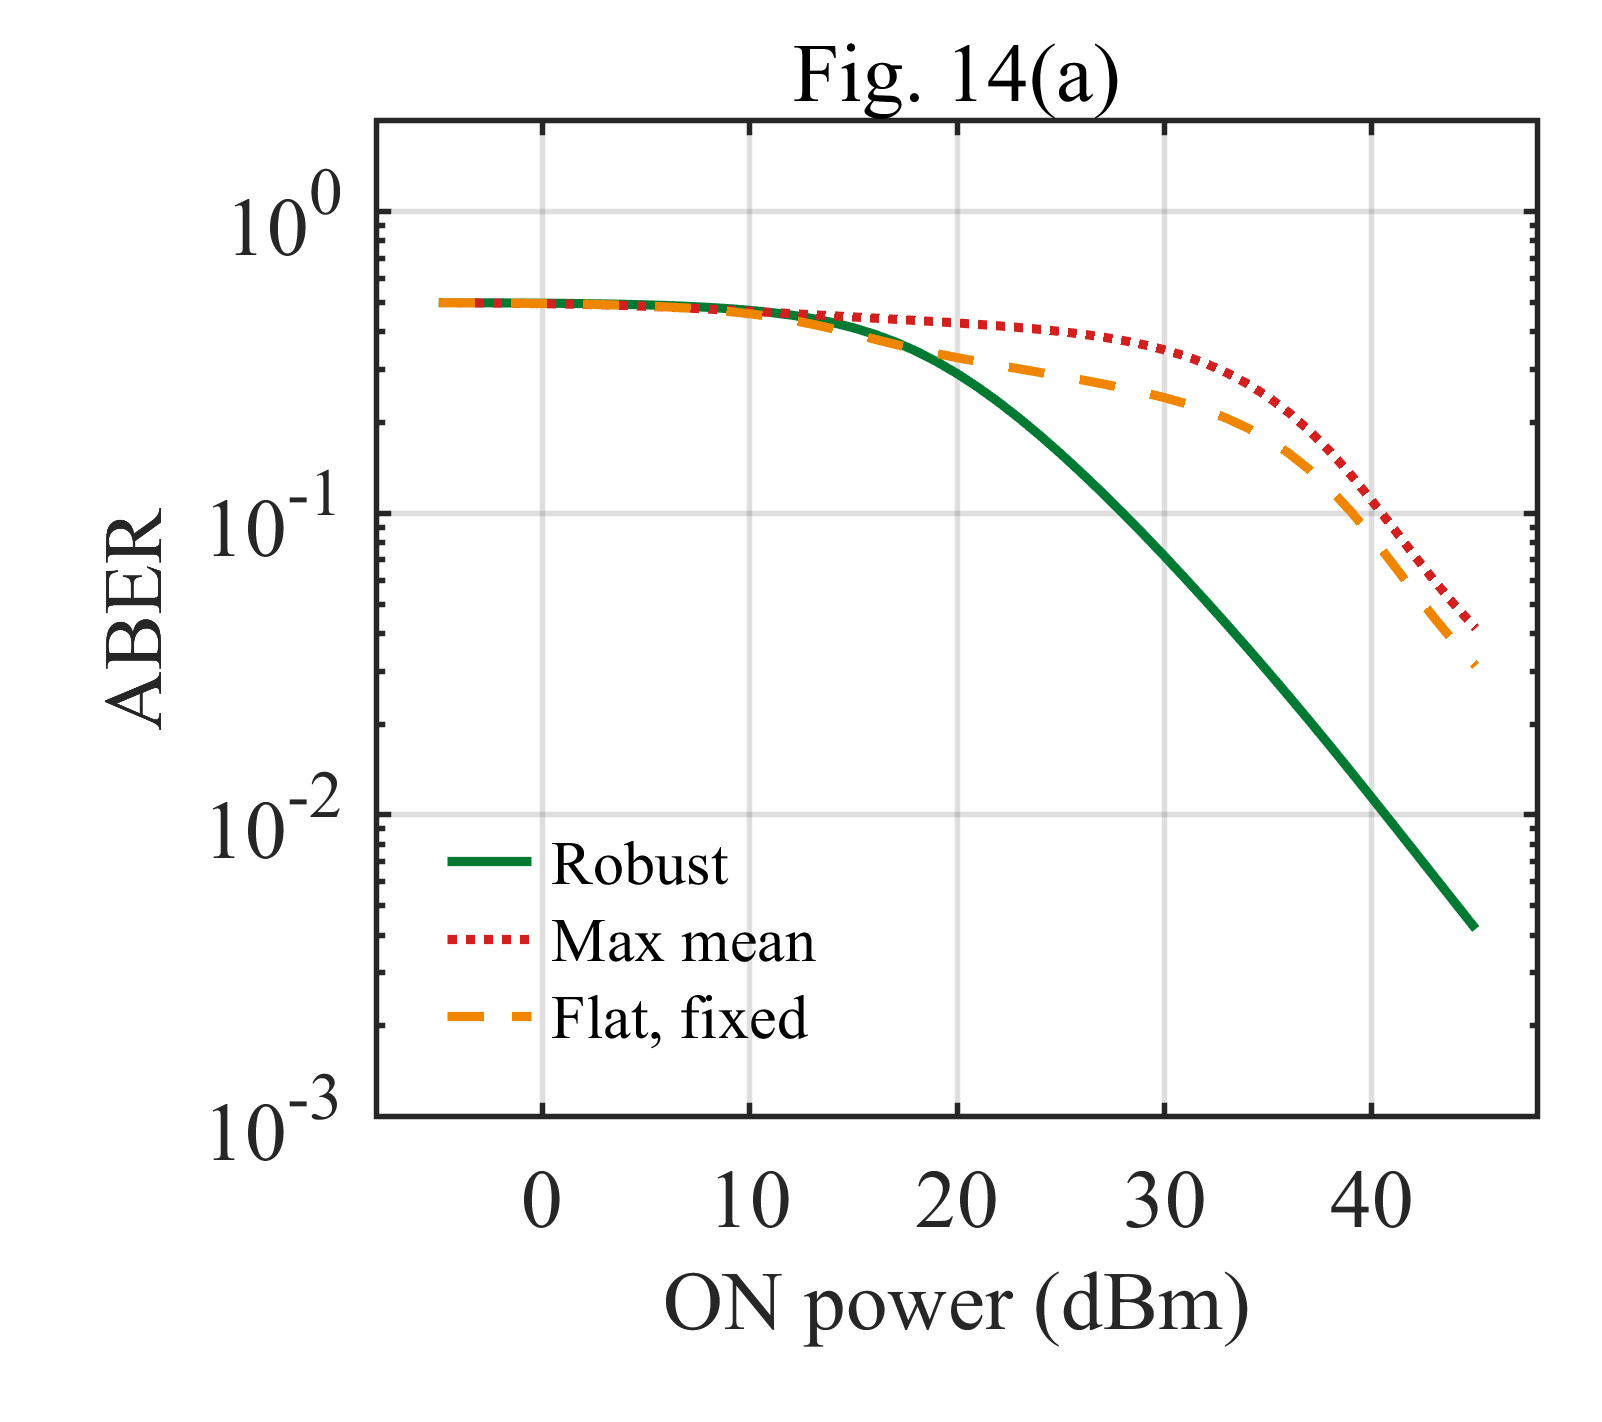 Fig. 14(a)
10^0
10^-1
10^-2
10^-3
ABER
Robust
Max mean
Flat, fixed
0 10 20 30 40
ON power (dBm)